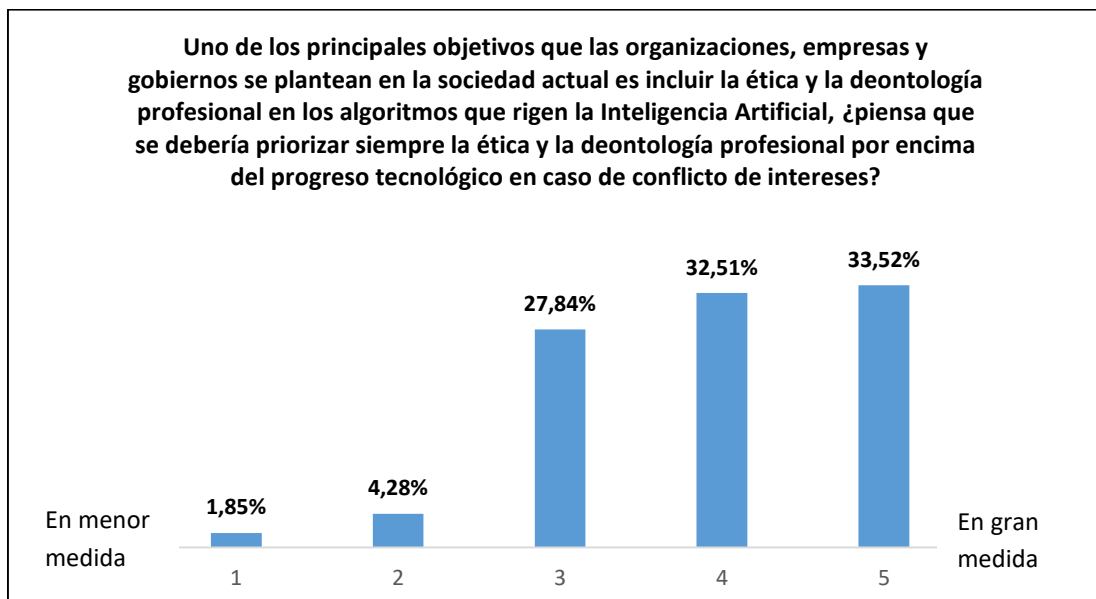 Uno de los principales objetivos que las organizaciones, empresas y
gobiernos se plantean en la sociedad actual es incluir la ética y la deontología
profesional en los algoritmos que rigen la Inteligencia Artificial, ¿piensa que
se debería priorizar siempre la ética y la deontología profesional por encima
del progreso tecnológico en caso de conflicto de intereses?
1,85%
4,28%
27,84%
32,51%
33,52%
En menor
medida
1
2
3
4
5
En gran
medida